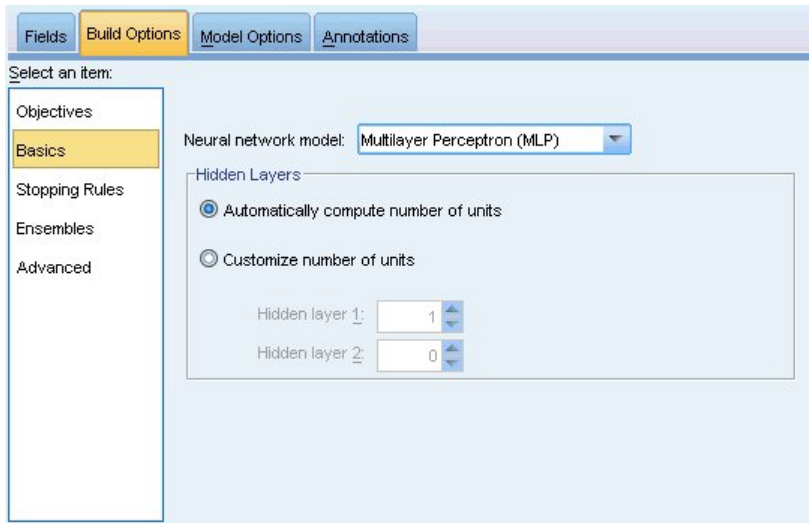 Fields Build Options Model Options Annotations
Select an item:
Objectives
Basics
Stopping Rules
Ensembles
Advanced
Neural network model: Multilayer Perceptron (MLP)
Hidden Layers
Automatically compute number of units
Customize number of units
Hidden layer 1: 1
Hidden layer 2: 0